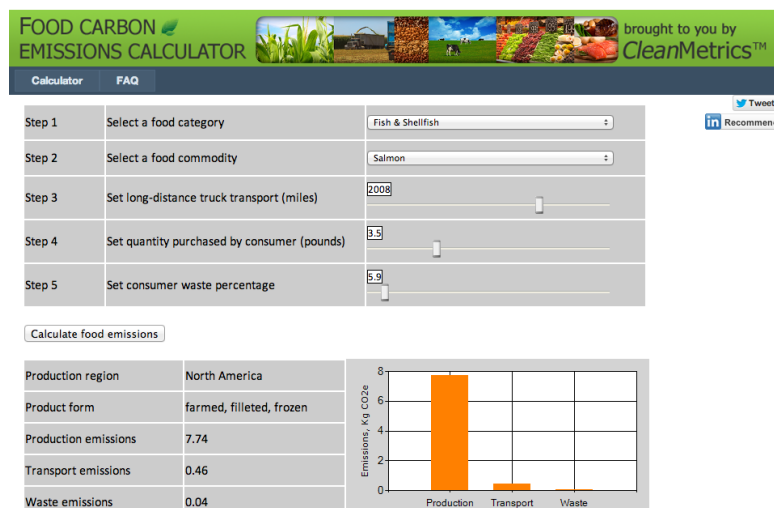 FOOD CARBON
EMISSIONS CALCULATOR
brought to you by
CleanMetrics™
Calculator FAQ
Tweet
in Recommen
Step 1 Select a food category Fish & Shellfish
Step 2 Select a food commodity Salmon
Step 3 Set long-distance truck transport (miles) 2008
Step 4 Set quantity purchased by consumer (pounds) 3.5
Step 5 Set consumer waste percentage 5.9
Calculate food emissions
Production region North America
Product form farmed, filleted, frozen
Production emissions 7.74
Transport emissions 0.46
Waste emissions 0.04
Emissions, Kg CO2e
8
6
4
2
0
Production Transport Waste